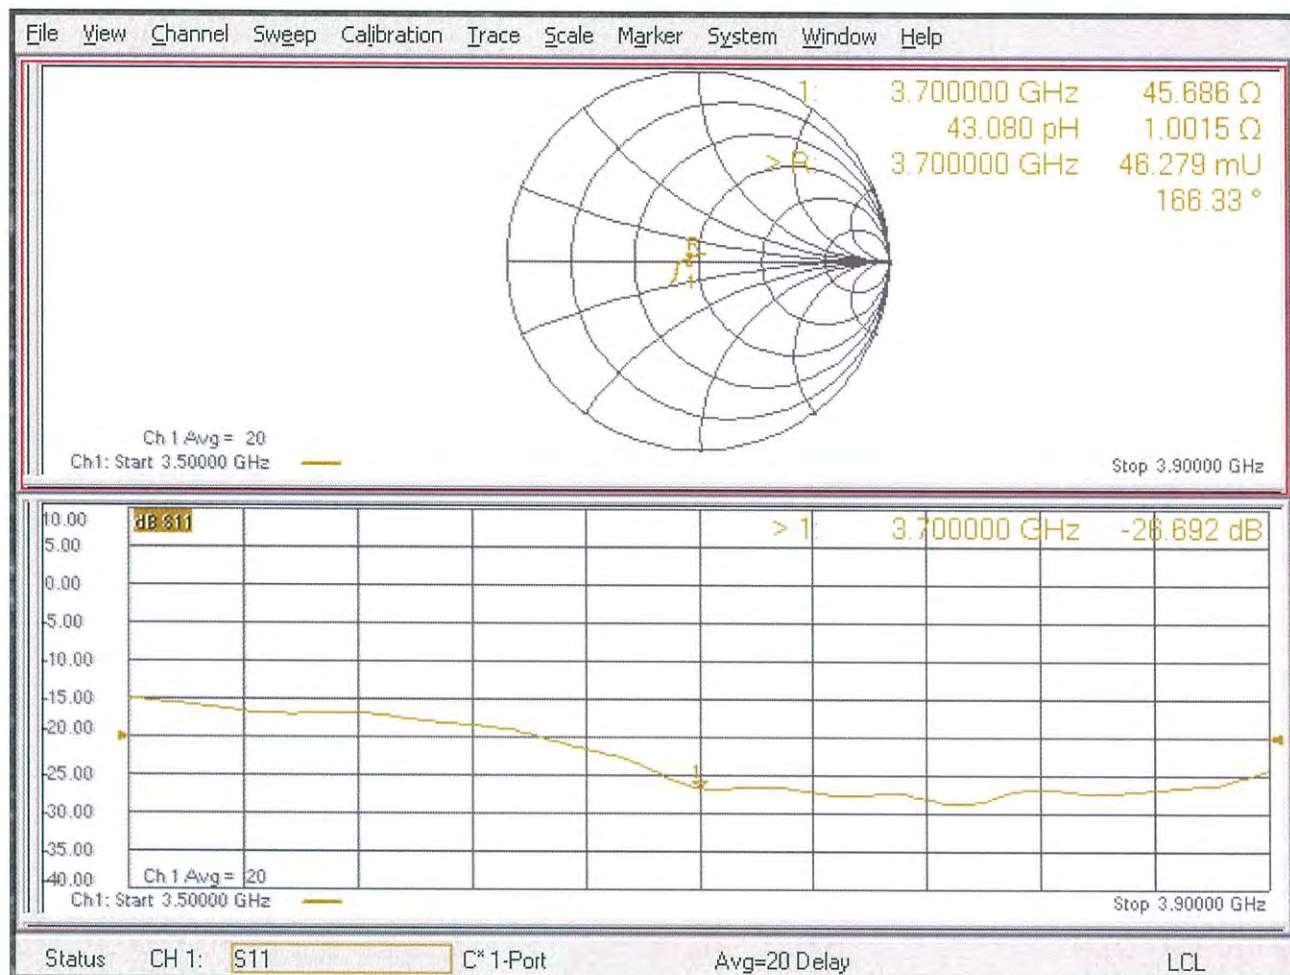 File View Channel Sweep Calibration Trace Scale Marker System Window Help
1: 3.700000 GHz 45.686 Ω
43.080 pH 1.0015 Ω
> R: 3.700000 GHz 46.279 mU
166.33 °
R
1
Ch 1 Avg = 20
Ch1: Start 3.50000 GHz
Stop 3.90000 GHz
10.00
dB S11
> 1: 3.700000 GHz -26.692 dB
5.00
0.00
-5.00
-10.00
-15.00
-20.00
-25.00
1
-30.00
-35.00
-40.00
Ch 1 Avg = 20
Ch1: Start 3.50000 GHz
Stop 3.90000 GHz
Status CH 1: S11 C* 1-Port Avg=20 Delay LCL